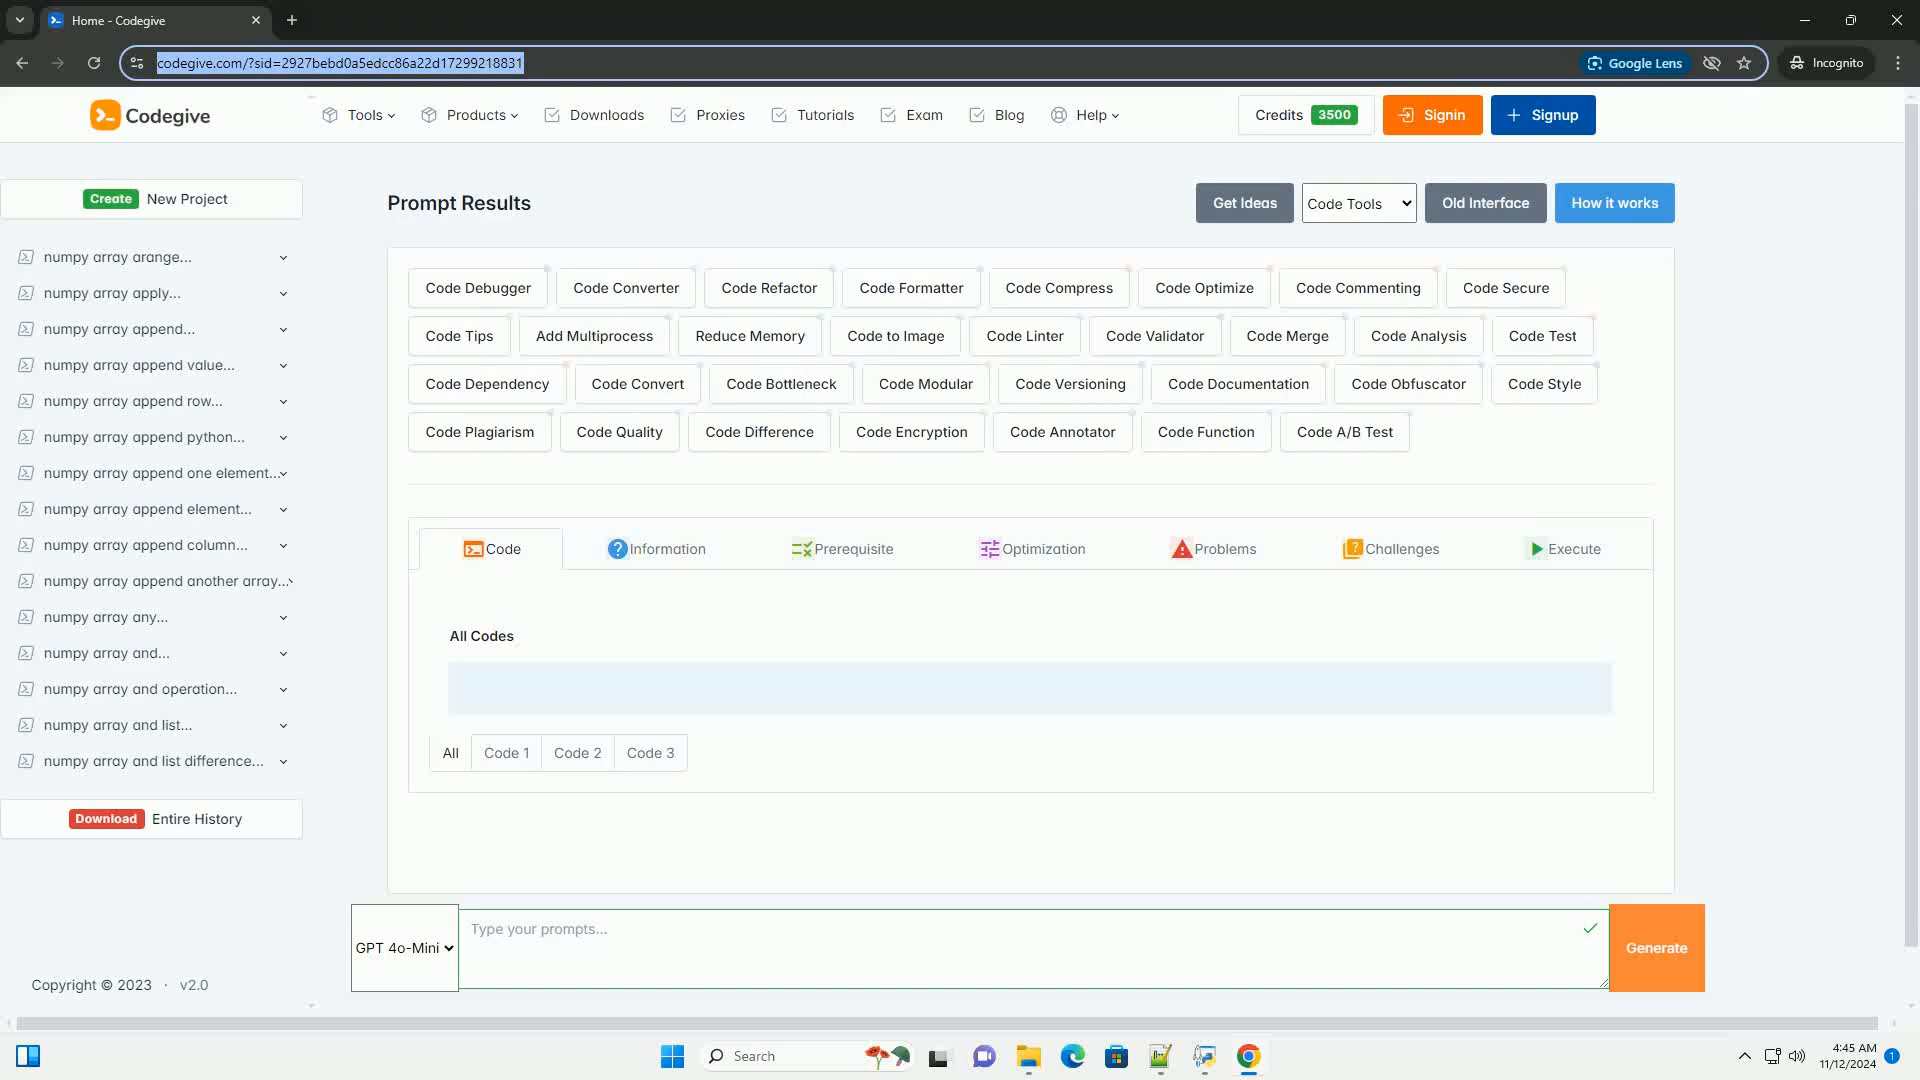 Home - Codegive
codegive.com/?sid=2927bebd0a5edcc86a22d17299218831
Google Lens
Incognito
Codegive
Tools
Products
Downloads
Proxies
Tutorials
Exam
Blog
Help
Credits 3500
Signin
Signup
Create New Project
numpy array arange...
numpy array apply...
numpy array append...
numpy array append value...
numpy array append row...
numpy array append python...
numpy array append one element...
numpy array append element...
numpy array append column...
numpy array append another array...
numpy array any...
numpy array and...
numpy array and operation...
numpy array and list...
numpy array and list difference...
Download Entire History
Copyright © 2023 · v2.0
Prompt Results
Get Ideas
Code Tools
Old Interface
How it works
Code Debugger Code Converter Code Refactor Code Formatter Code Compress Code Optimize Code Commenting Code Secure
Code Tips Add Multiprocess Reduce Memory Code to Image Code Linter Code Validator Code Merge Code Analysis Code Test
Code Dependency Code Convert Code Bottleneck Code Modular Code Versioning Code Documentation Code Obfuscator Code Style
Code Plagiarism Code Quality Code Difference Code Encryption Code Annotator Code Function Code A/B Test
Code Information Prerequisite Optimization Problems Challenges Execute
All Codes
All Code 1 Code 2 Code 3
GPT 4o-Mini
Type your prompts...
Generate
Search
4:45 AM
11/12/2024
1